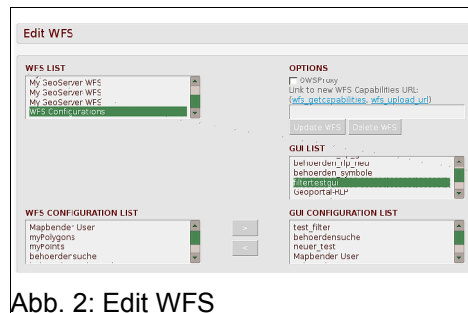 Edit WFS
WFS LIST
My GeoServer WFS
My GeoServer WFS
My GeoServer WFS
WFS Configurations
OPTIONS
OWSProxy
Link to new WFS Capabilities URL:
(wfs_getcapabilities, wfs_upload_url)
Update WFS Delete WFS
GUI LIST
behoerden_rlp_neu
behoerden_symbole
filtertestgui
Geoportal-RLP
WFS CONFIGURATION LIST
Mapbender User
myPolygons
myPoints
behoerdersuche
>
<
GUI CONFIGURATION LIST
test_filter
behoerdensuche
neuer_test
Mapbender User
Abb. 2: Edit WFS